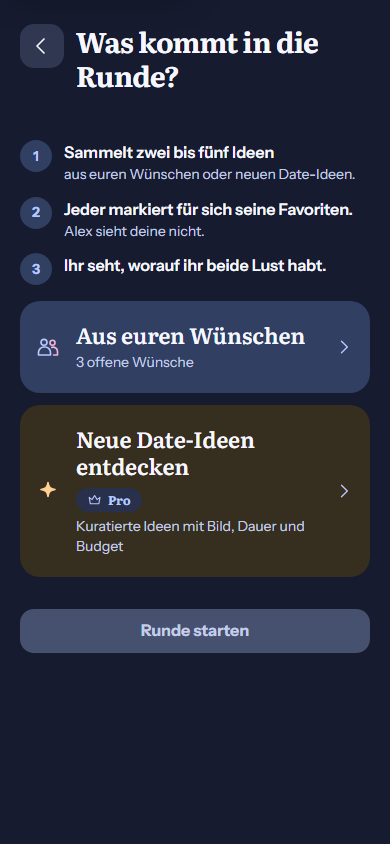 Was kommt in die
Runde?
1
Sammelt zwei bis fünf Ideen
aus euren Wünschen oder neuen Date-Ideen.
2
Jeder markiert für sich seine Favoriten.
Alex sieht deine nicht.
3
Ihr seht, worauf ihr beide Lust habt.
Aus euren Wünschen
3 offene Wünsche
Neue Date-Ideen
entdecken
Pro
Kuratierte Ideen mit Bild, Dauer und
Budget
Runde starten